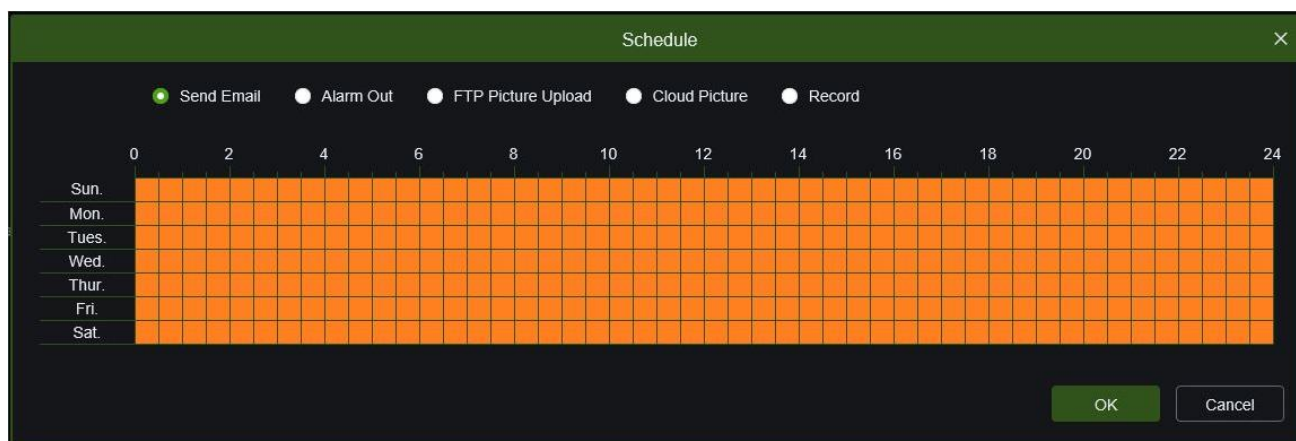 Schedule
Send Email Alarm Out FTP Picture Upload Cloud Picture Record
0 2 4 6 8 10 12 14 16 18 20 22 24
Sun.
Mon.
Tues.
Wed.
Thur.
Fri.
Sat.
OK Cancel